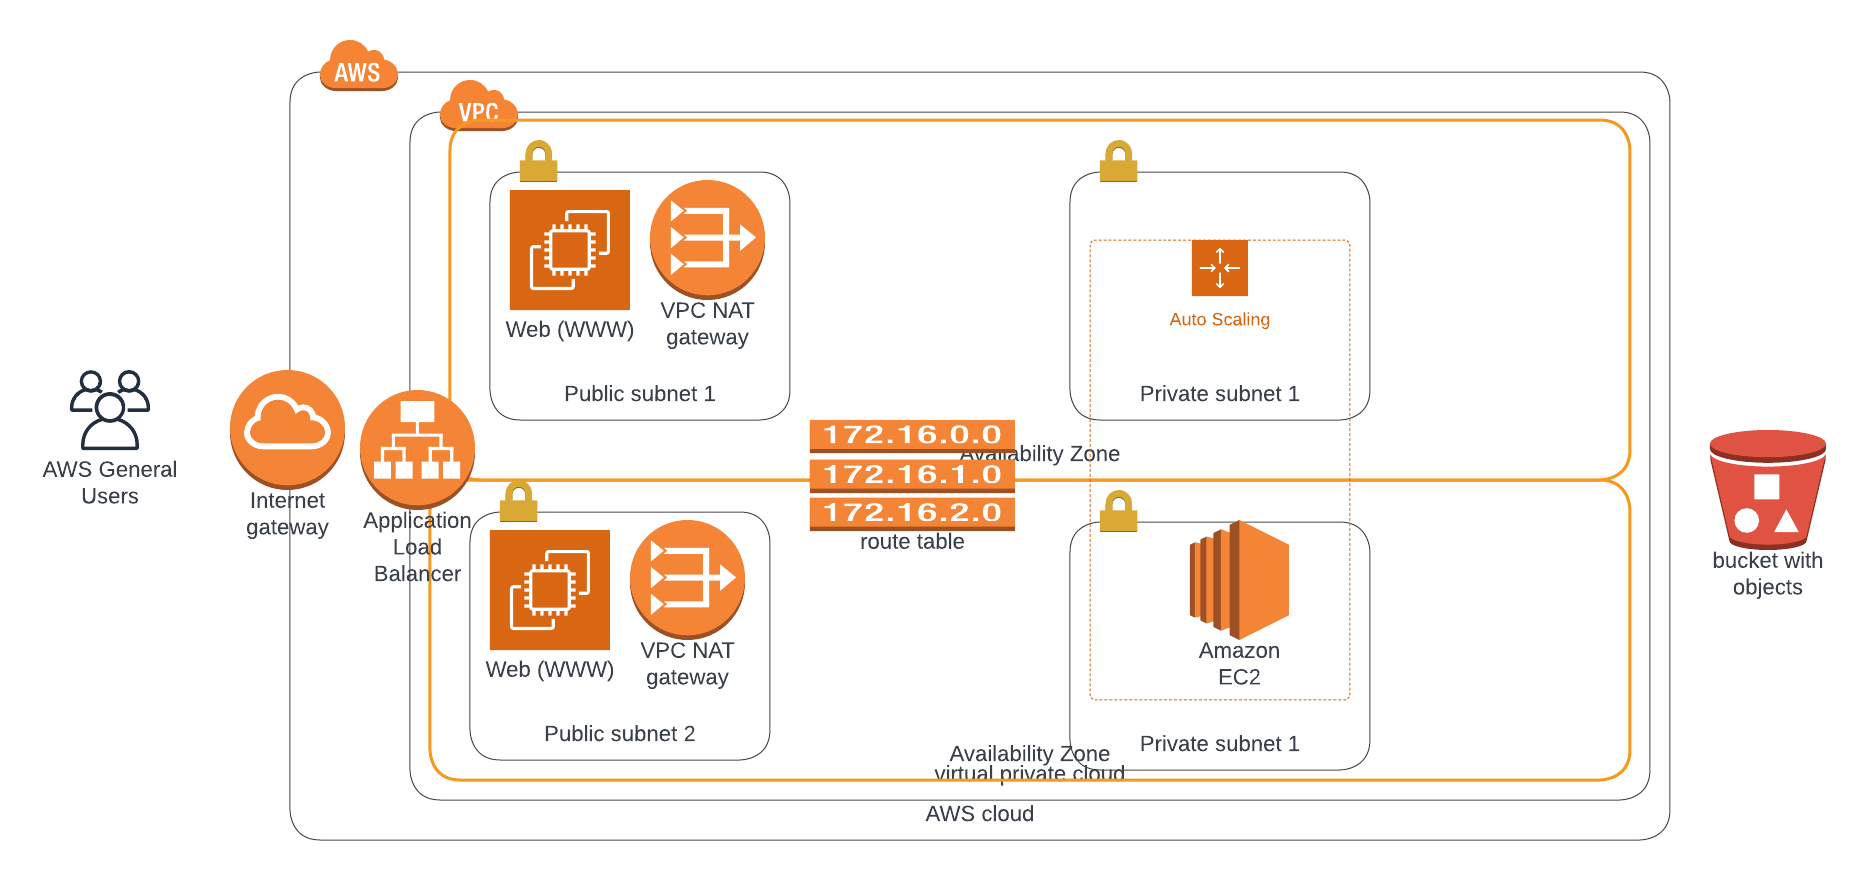 AWS
VPC
Web (WWW)
VPC NAT
gateway
Public subnet 1
Auto Scaling
Private subnet 1
AWS General
Users
Internet
gateway
Application
Load
Balancer
172.16.0.0
172.16.1.0
172.16.2.0
route table
Availability Zone
Web (WWW)
VPC NAT
gateway
Public subnet 2
Amazon
EC2
Private subnet 1
Availability Zone
virtual private cloud
AWS cloud
bucket with
objects